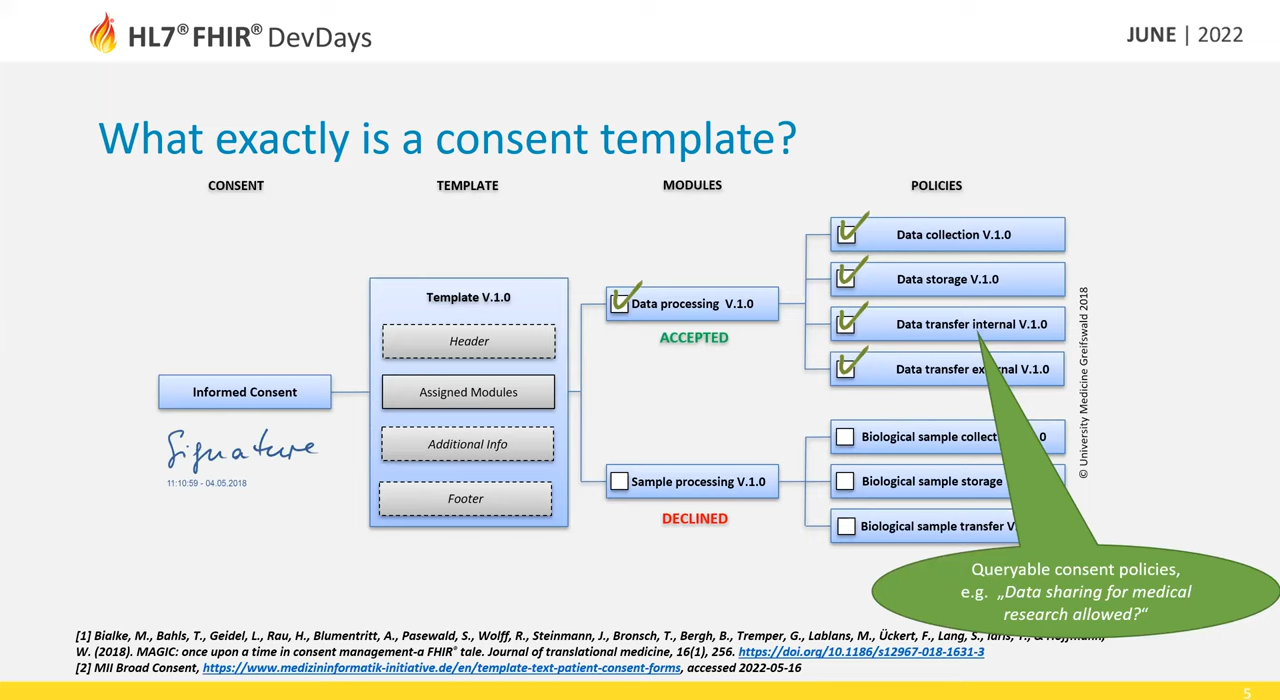 HL7® FHIR® DevDays
JUNE | 2022
What exactly is a consent template?
CONSENT
TEMPLATE
MODULES
POLICIES
Informed Consent
Signature
11:10:59 - 04.05.2018
Template V.1.0
Header
Assigned Modules
Additional Info
Footer
Data processing V.1.0
ACCEPTED
Sample processing V.1.0
DECLINED
Data collection V.1.0
Data storage V.1.0
Data transfer internal V.1.0
Data transfer V.1.0
Biological sample
Biological sample storage
Biological sample transfer
© University Medicine Greifswald 2018
Queryable consent policies,
e.g. „Data sharing for medical
research allowed?“
[1] Bialke, M., Bahls, T., Geidel, L., Rau, H., Blumentritt, A., Pasewald, S., Wolff, R., Steinmann, J., Bronsch, T., Bergh, B., Tremper, G., Lablans, M., Ückert, F., Lang, S.,
W. (2018). MAGIC: once upon a time in consent management-a FHIR® tale. Journal of translational medicine, 16(1), 256. https://doi.org/10.1186/s12967-018-1631-3
[2] MII Broad Consent, https://www.medizininformatik-initiative.de/en/template-text-patient-consent-forms, accessed 2022-05-16
5